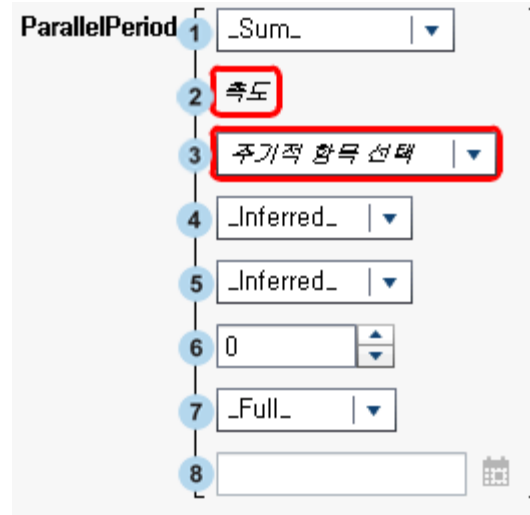 ParallelPeriod
1 _Sum_
2 측도
3 주기적 항목 선택
4 _Inferred_
5 _Inferred_
6 0
7 _Full_
8